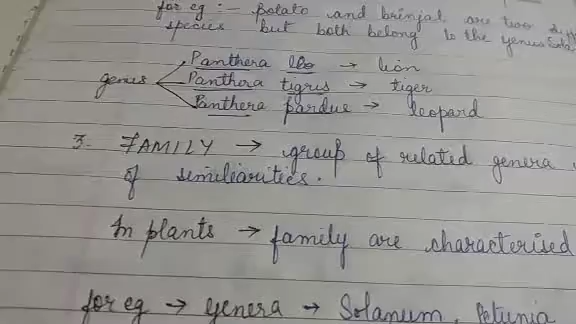 for eg :- potato and brinjal are two
species but both belong to the genus
Panthera leo → lion
genus Panthera tigris → tiger
Panthera pardue → leopard
3. FAMILY → group of related genera
of similiarities.
In plants → family are characterised
for eg → genera → Solanum, Petunia